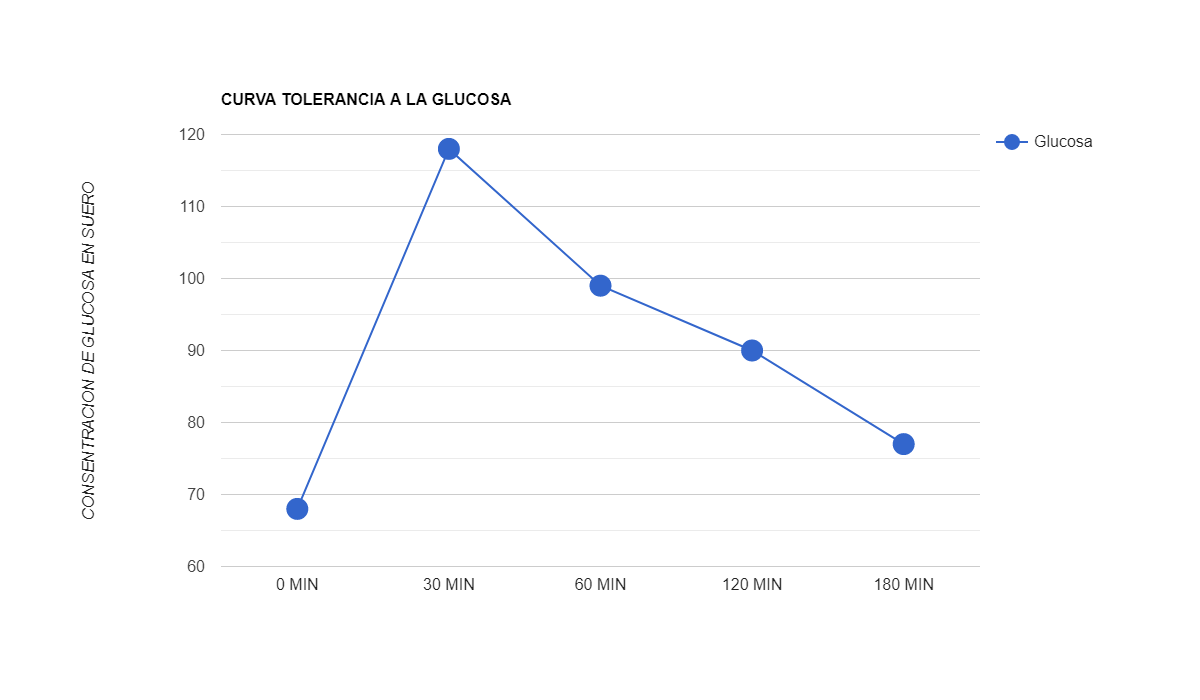 CURVA TOLERANCIA A LA GLUCOSA
Glucosa
CONSENTRACION DE GLUCOSA EN SUERO
120
110
100
90
80
70
60
0 MIN 30 MIN 60 MIN 120 MIN 180 MIN